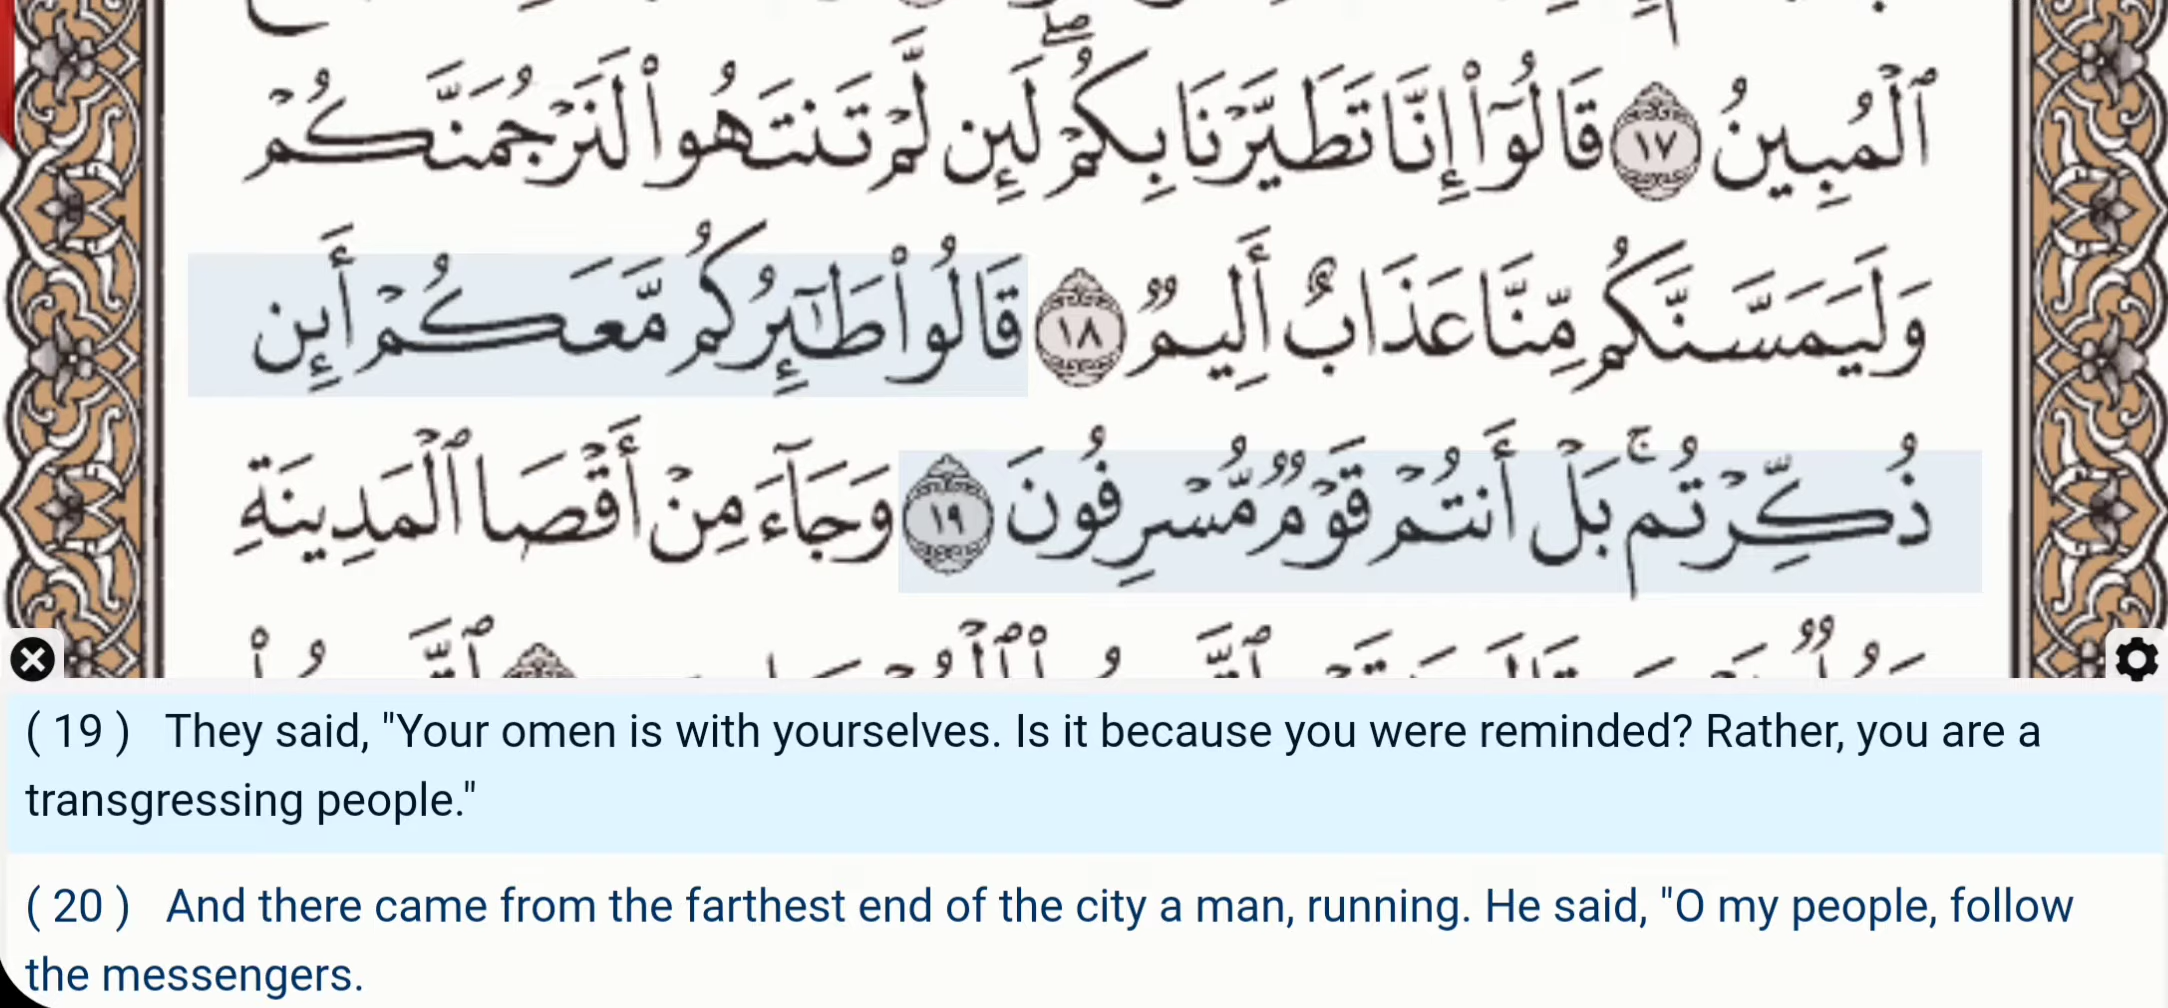 ٱلْمُبِينُ ١٧ قَالُوٓا۟ إِنَّا تَطَيَّرْنَا بِكُمْ ۖ لَئِن لَّمْ تَنتَهُوا۟ لَنَرْجُمَنَّكُمْ
وَلَيَمَسَّنَّكُم مِّنَّا عَذَابٌ أَلِيمٌ ١٨ قَالُوا۟ طَـٰٓئِرُكُم مَّعَكُمْ أَئِن
ذُكِّرْتُم ۚ بَلْ أَنتُمْ قَوْمٌ مُّسْرِفُونَ ١٩ وَجَآءَ مِنْ أَقْصَا ٱلْمَدِينَةِ
( 19 ) They said, "Your omen is with yourselves. Is it because you were reminded? Rather, you are a
transgressing people."
( 20 ) And there came from the farthest end of the city a man, running. He said, "O my people, follow
the messengers.